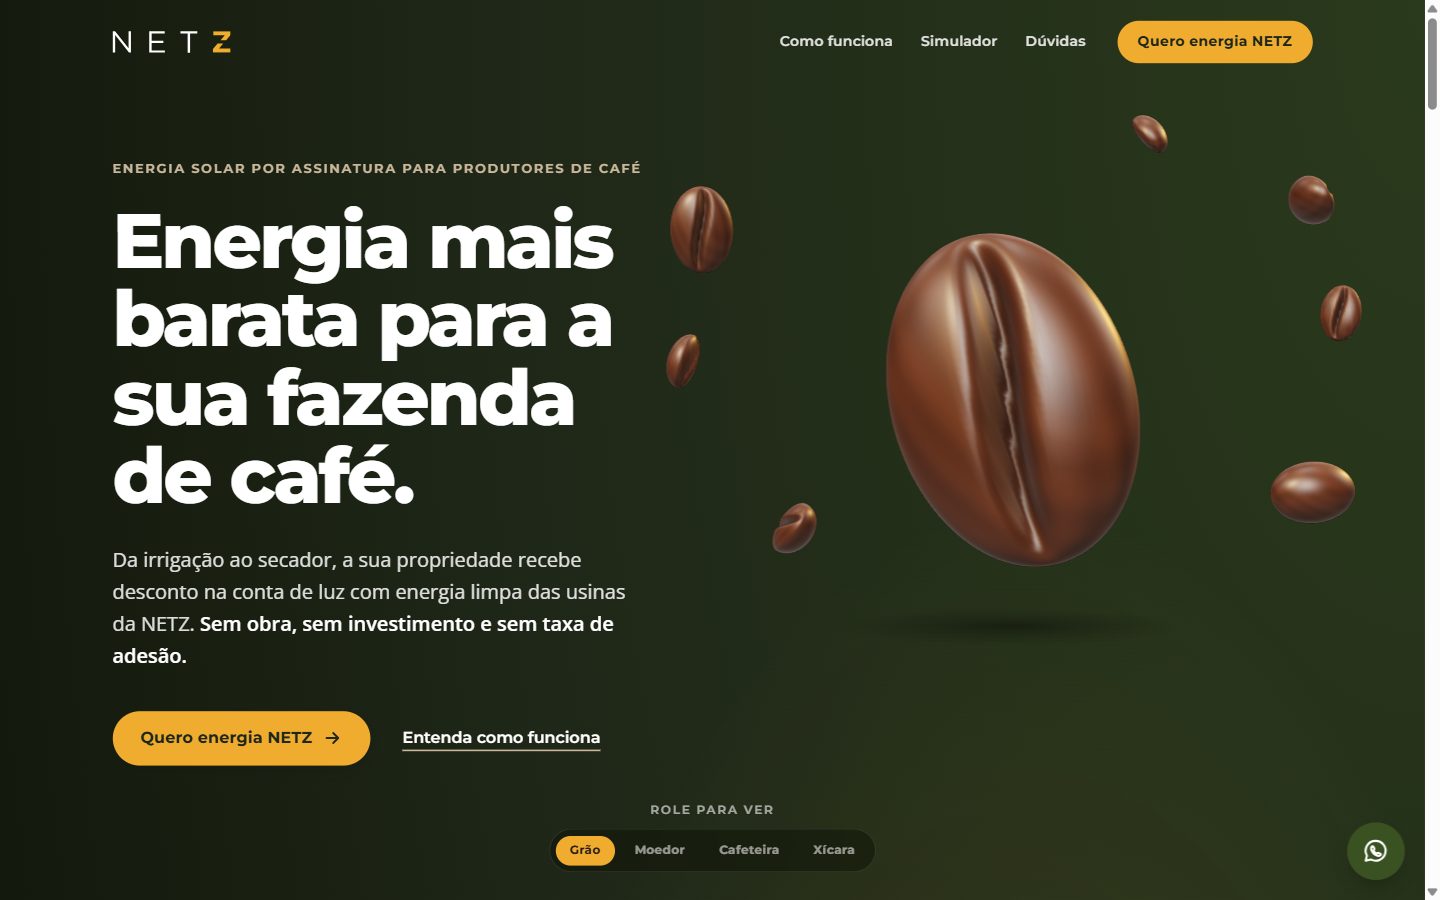 NETZ
Como funciona
Simulador
Dúvidas
Quero energia NETZ
ENERGIA SOLAR POR ASSINATURA PARA PRODUTORES DE CAFÉ
Energia mais
barata para a
sua fazenda
de café.
Da irrigação ao secador, a sua propriedade recebe
desconto na conta de luz com energia limpa das usinas
da NETZ. Sem obra, sem investimento e sem taxa de
adesão.
Quero energia NETZ →
Entenda como funciona
ROLE PARA VER
Grão
Moedor
Cafeteira
Xícara